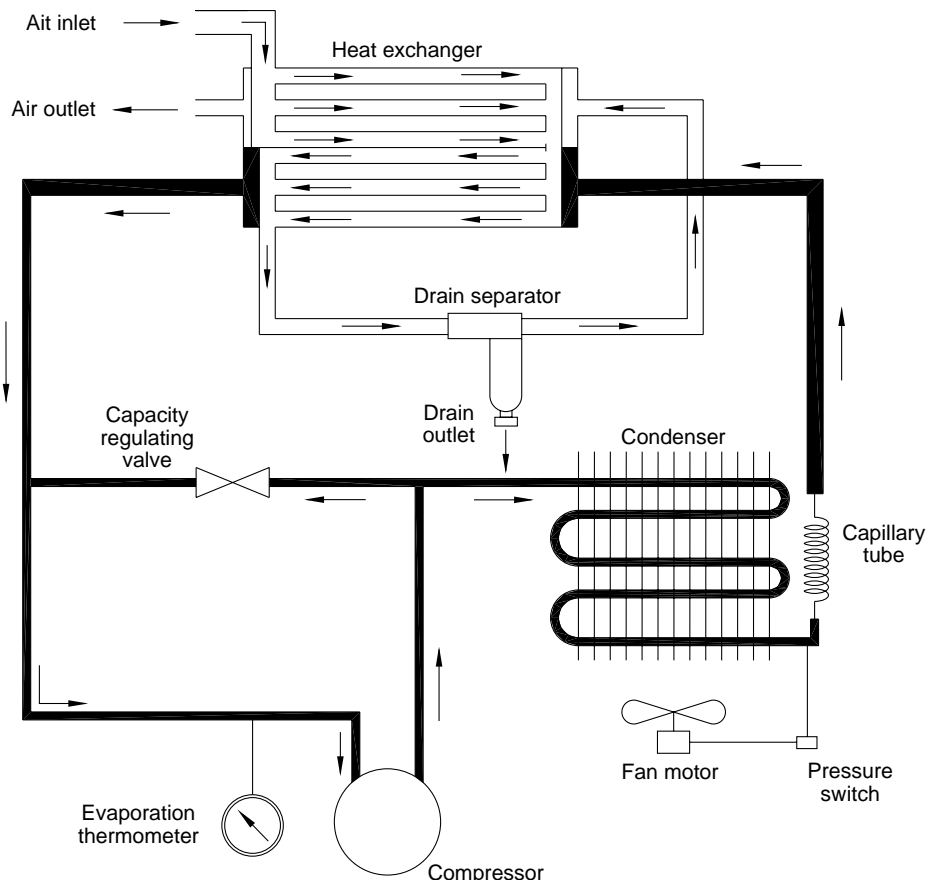 Ait inlet
Heat exchanger
Air outlet
Drain separator
Capacity
regulating
valve
Drain
outlet
Condenser
Capillary
tube
Fan motor
Pressure
switch
Evaporation
thermometer
Compressor